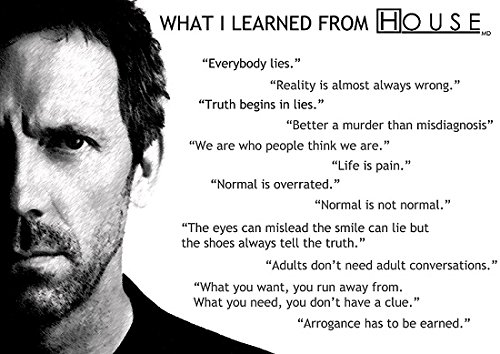 WHAT I LEARNED FROM HOUSE MD
"Everybody lies."
"Reality is almost always wrong."
"Truth begins in lies."
"Better a murder than misdiagnosis"
"We are who people think we are."
"Life is pain."
"Normal is overrated."
"Normal is not normal."
"The eyes can mislead the smile can lie but
the shoes always tell the truth."
"Adults don't need adult conversations."
"What you want, you run away from.
What you need, you don't have a clue."
"Arrogance has to be earned."